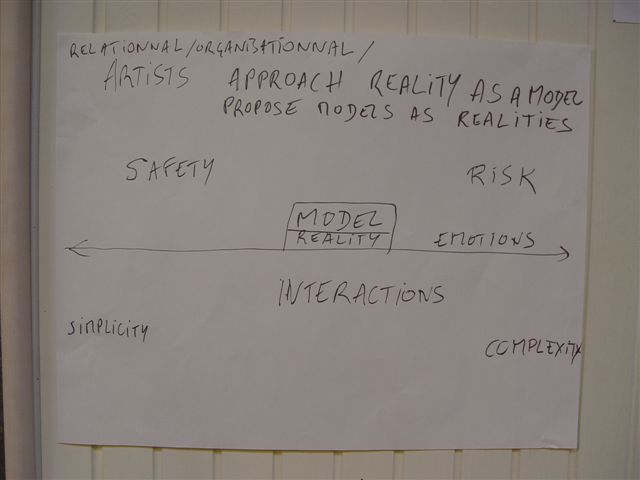 RELATIONNAL/ORGANISATIONNAL/
ARTISTS APPROACH REALITY AS A MODEL
PROPOSE MODELS AS REALITIES
SAFETY RISK
MODEL
REALITY EMOTIONS
INTERACTIONS
SIMPLICITY
COMPLEXITY